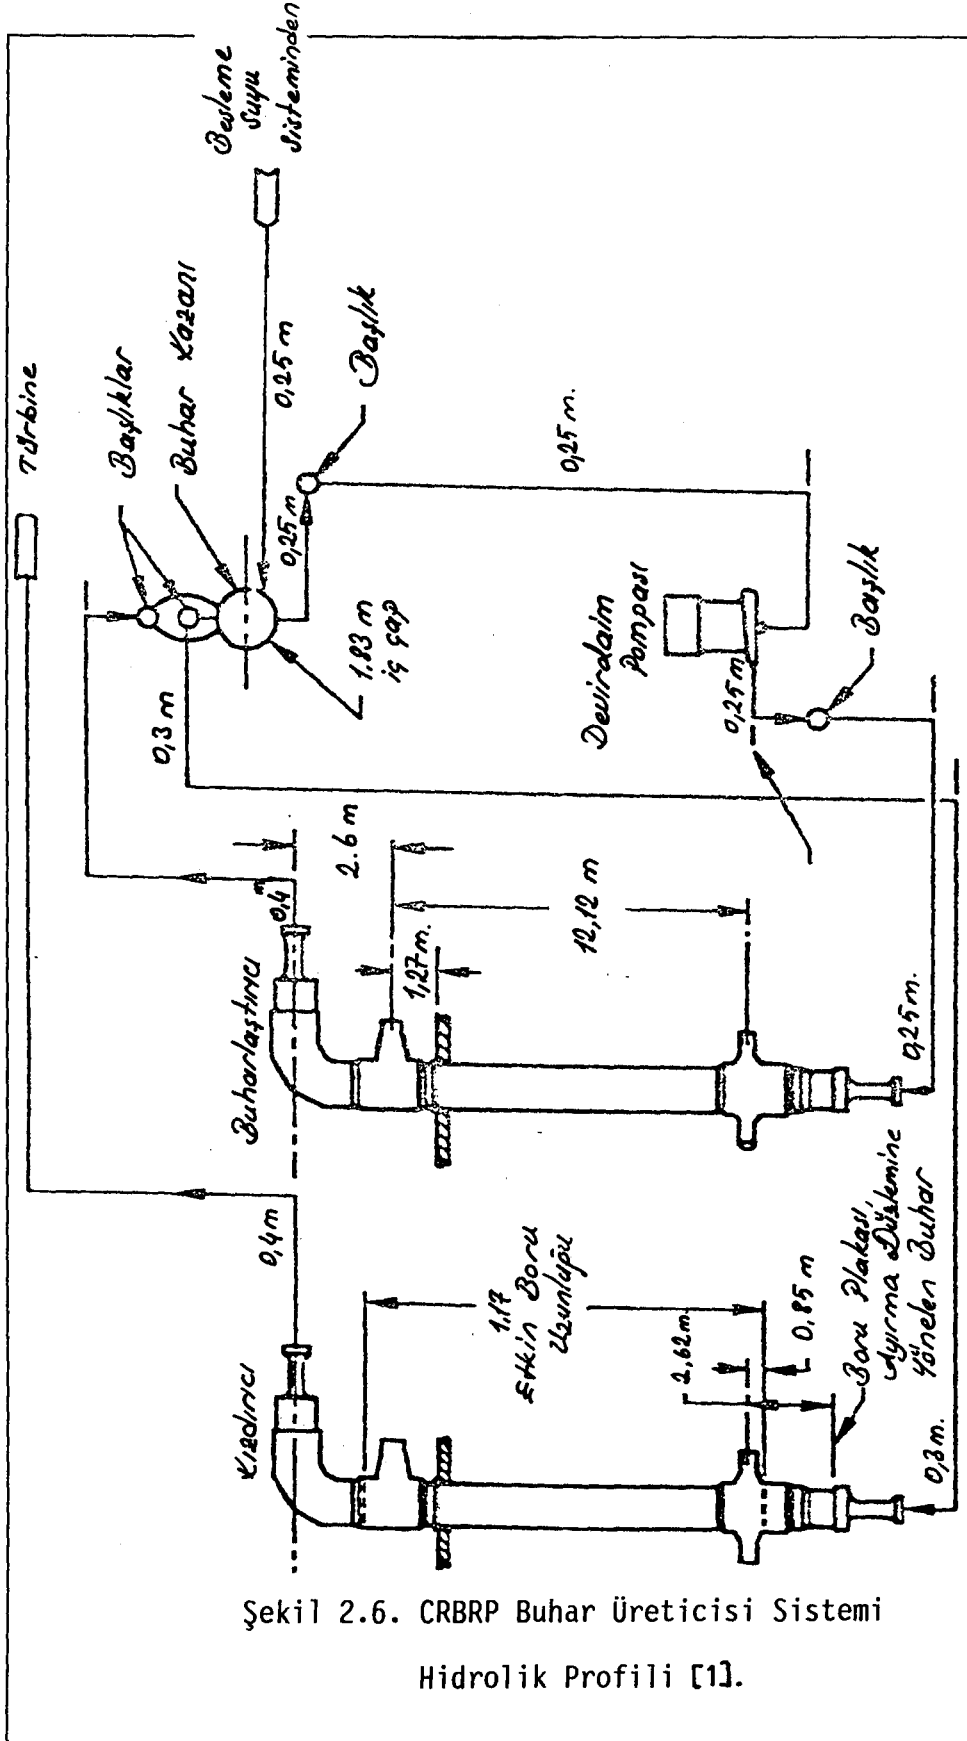 Türbine
Besleme
Suyu
Sisteminden
Başlıklar
Buhar Kazanı
0,25 m
0,25 m
Başlık
0,25 m.
1.83 m
iç çap
0,3 m
Devirdaim
Pompası
0,25 m
Başlık
2.6 m
0,4 m
Buharlaştırıcı
1,27 m.
12,12 m
0,25 m.
0,4 m
Kızdırıcı
1,17
Etkin Boru
Uzunluğu
2,62 m.
0,85 m
Boru Plakası,
Ayırma Düzlemine
Yönelen Buhar
0,3 m.
Şekil 2.6. CRBRP Buhar Üreticisi Sistemi
Hidrolik Profili [1].